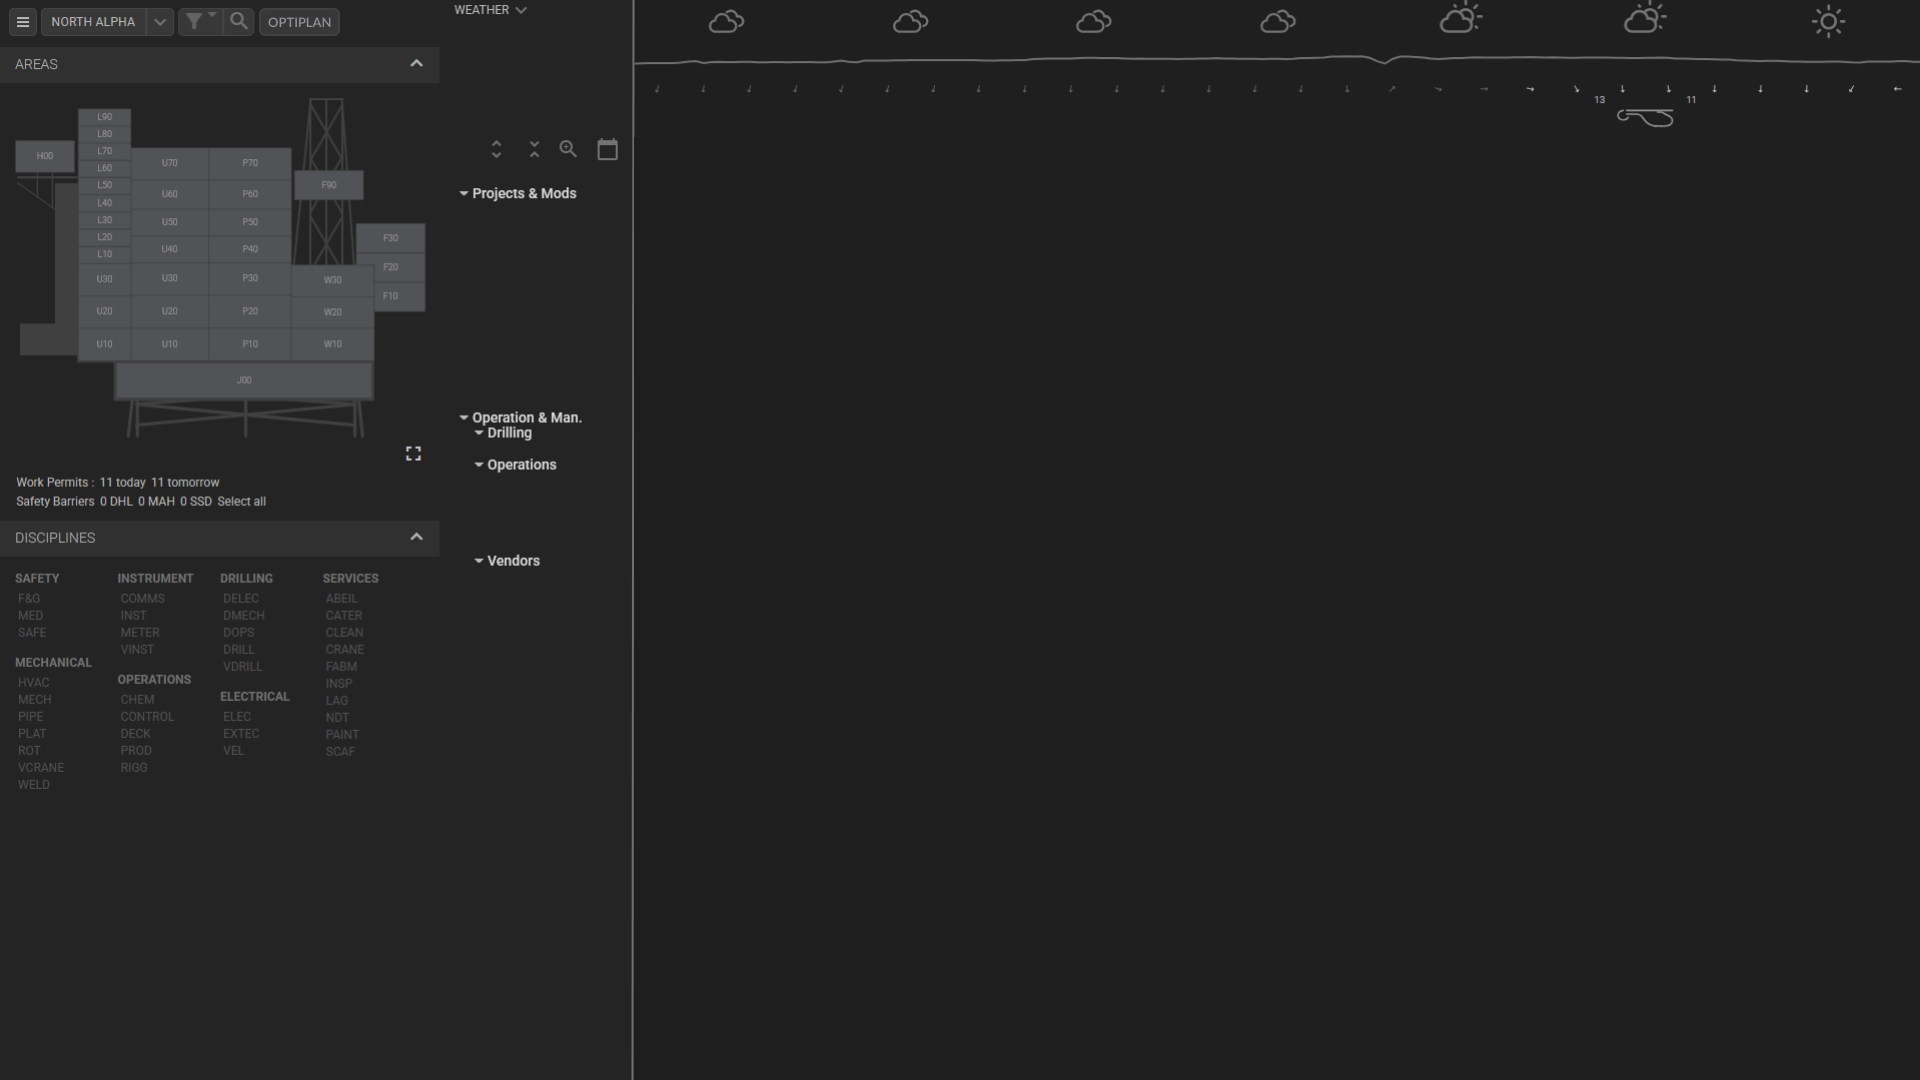 NORTH ALPHA OPTIPLAN
AREAS
L90
L80
L70
L60
L50
L40
L30
L20
L10
U30
U20
U10
H00
U70 P70
U60 P60
U50 P50
U40 P40
U30 P30
U20 P20
U10 P10
F90
F30
F20
F10
W30
W20
W10
J00
Work Permits : 11 today 11 tomorrow
Safety Barriers 0 DHL 0 MAH 0 SSD Select all
DISCIPLINES
SAFETY
F&G
MED
SAFE
MECHANICAL
HVAC
MECH
PIPE
PLAT
ROT
VCRANE
WELD
INSTRUMENT
COMMS
INST
METER
VINST
OPERATIONS
CHEM
CONTROL
DECK
PROD
RIGG
DRILLING
DELEC
DMECH
DOPS
DRILL
VDRILL
ELECTRICAL
ELEC
EXTEC
VEL
SERVICES
ABEIL
CATER
CLEAN
CRANE
FABM
INSP
LAG
NDT
PAINT
SCAF
WEATHER
13 11
Projects & Mods
Operation & Man.
Drilling
Operations
Vendors